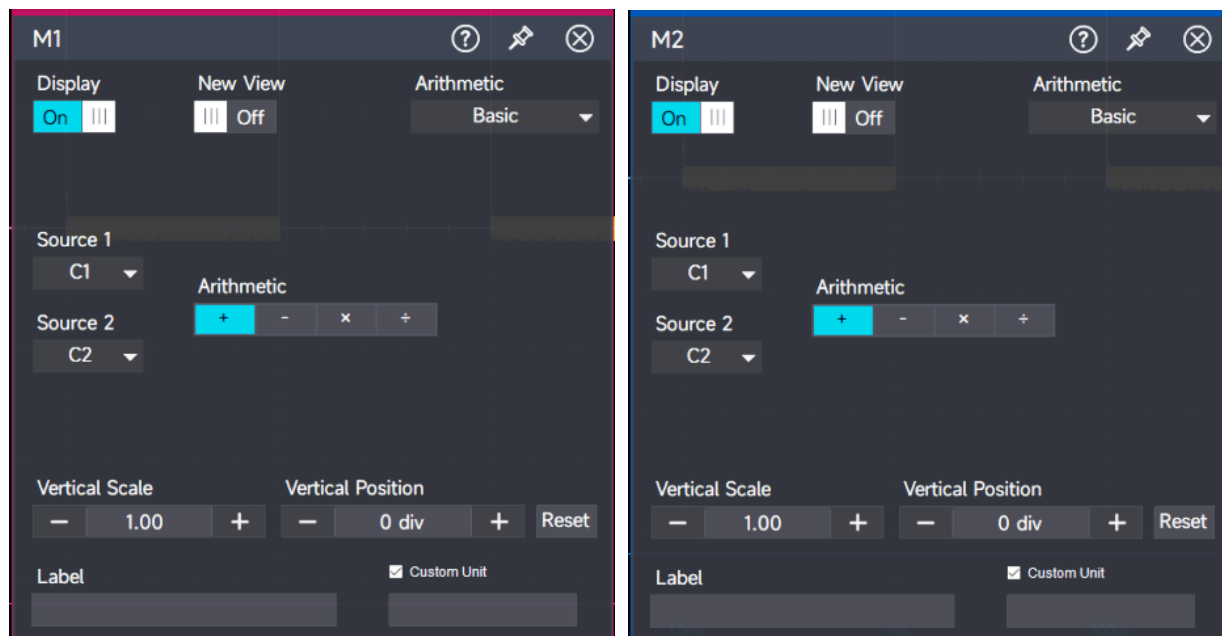 M1
Display New View Arithmetic
On Off Basic
Source 1
C1
Arithmetic
+ - × ÷
Source 2
C2
Vertical Scale Vertical Position
− 1.00 + − 0 div + Reset
Label Custom Unit
M2
Display New View Arithmetic
On Off Basic
Source 1
C1
Arithmetic
+ - × ÷
Source 2
C2
Vertical Scale Vertical Position
− 1.00 + − 0 div + Reset
Label Custom Unit